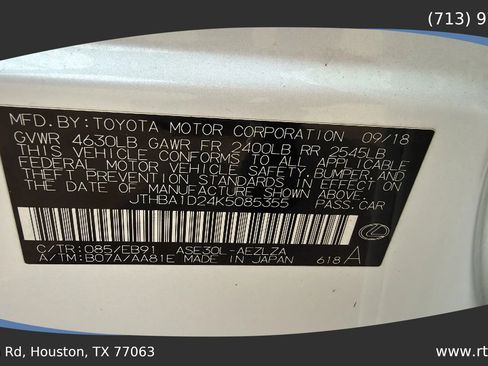 (713) 9
MFD. BY: TOYOTA MOTOR CORPORATION 09/18
GVWR 4630LB GAWR FR 2400LB RR 2545LB
THIS VEHICLE CONFORMS TO ALL APPLICABLE
FEDERAL MOTOR VEHICLE SAFETY, BUMPER, AND
THEFT PREVENTION STANDARDS IN EFFECT ON
THE DATE OF MANUFACTURE SHOWN ABOVE.
JTHBA1D24K5085355 PASS. CAR
C/TR: 085/EB91 ASE30L-AEZLZA
A/TM: B07A/AA81E MADE IN JAPAN 618 A
Rd, Houston, TX 77063
www.rt